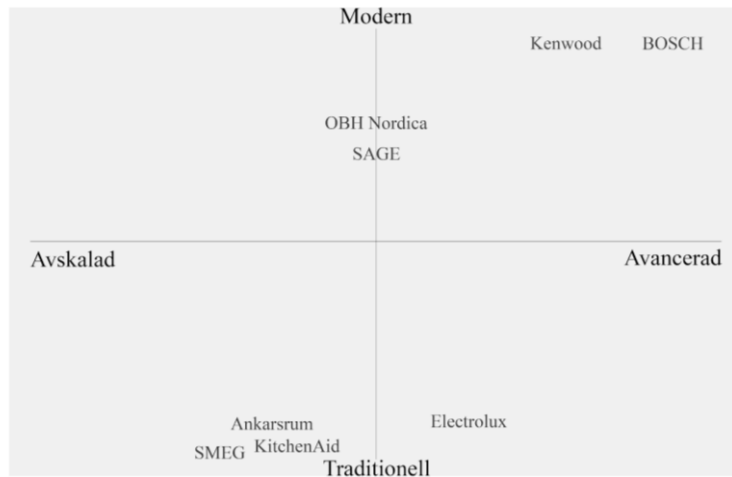 Modern
Kenwood BOSCH
OBH Nordica
SAGE
Avskalad Avancerad
Ankarsrum Electrolux
SMEG KitchenAid
Traditionell